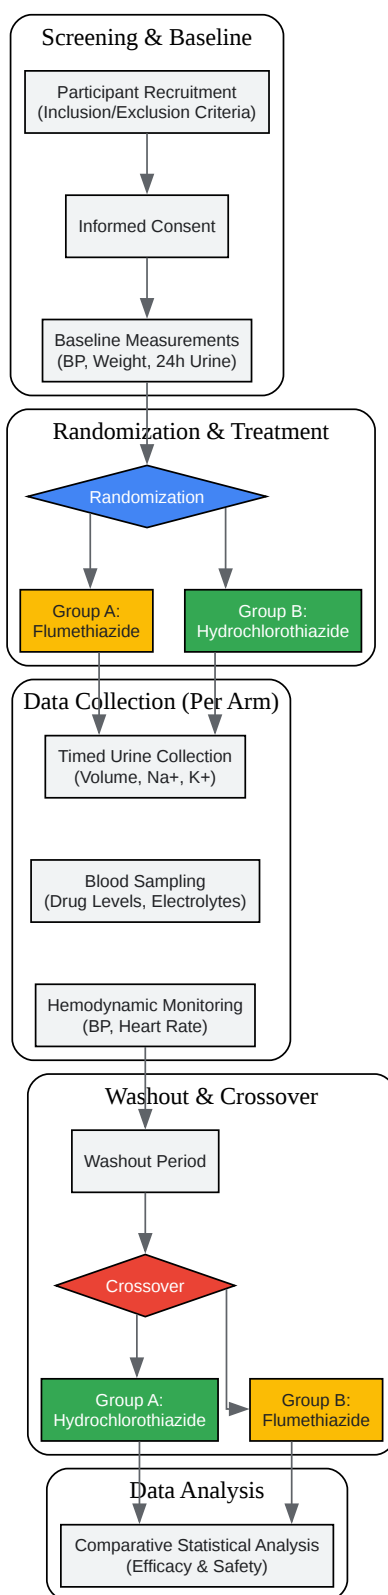 Screening & Baseline
Participant Recruitment
(Inclusion/Exclusion Criteria)
Informed Consent
Baseline Measurements
(BP, Weight, 24h Urine)
Randomization & Treatment
Randomization
Group A:
Flumethiazide
Group B:
Hydrochlorothiazide
Data Collection (Per Arm)
Timed Urine Collection
(Volume, Na+, K+)
Blood Sampling
(Drug Levels, Electrolytes)
Hemodynamic Monitoring
(BP, Heart Rate)
Washout & Crossover
Washout Period
Crossover
Group A:
Hydrochlorothiazide
Group B:
Flumethiazide
Data Analysis
Comparative Statistical Analysis
(Efficacy & Safety)